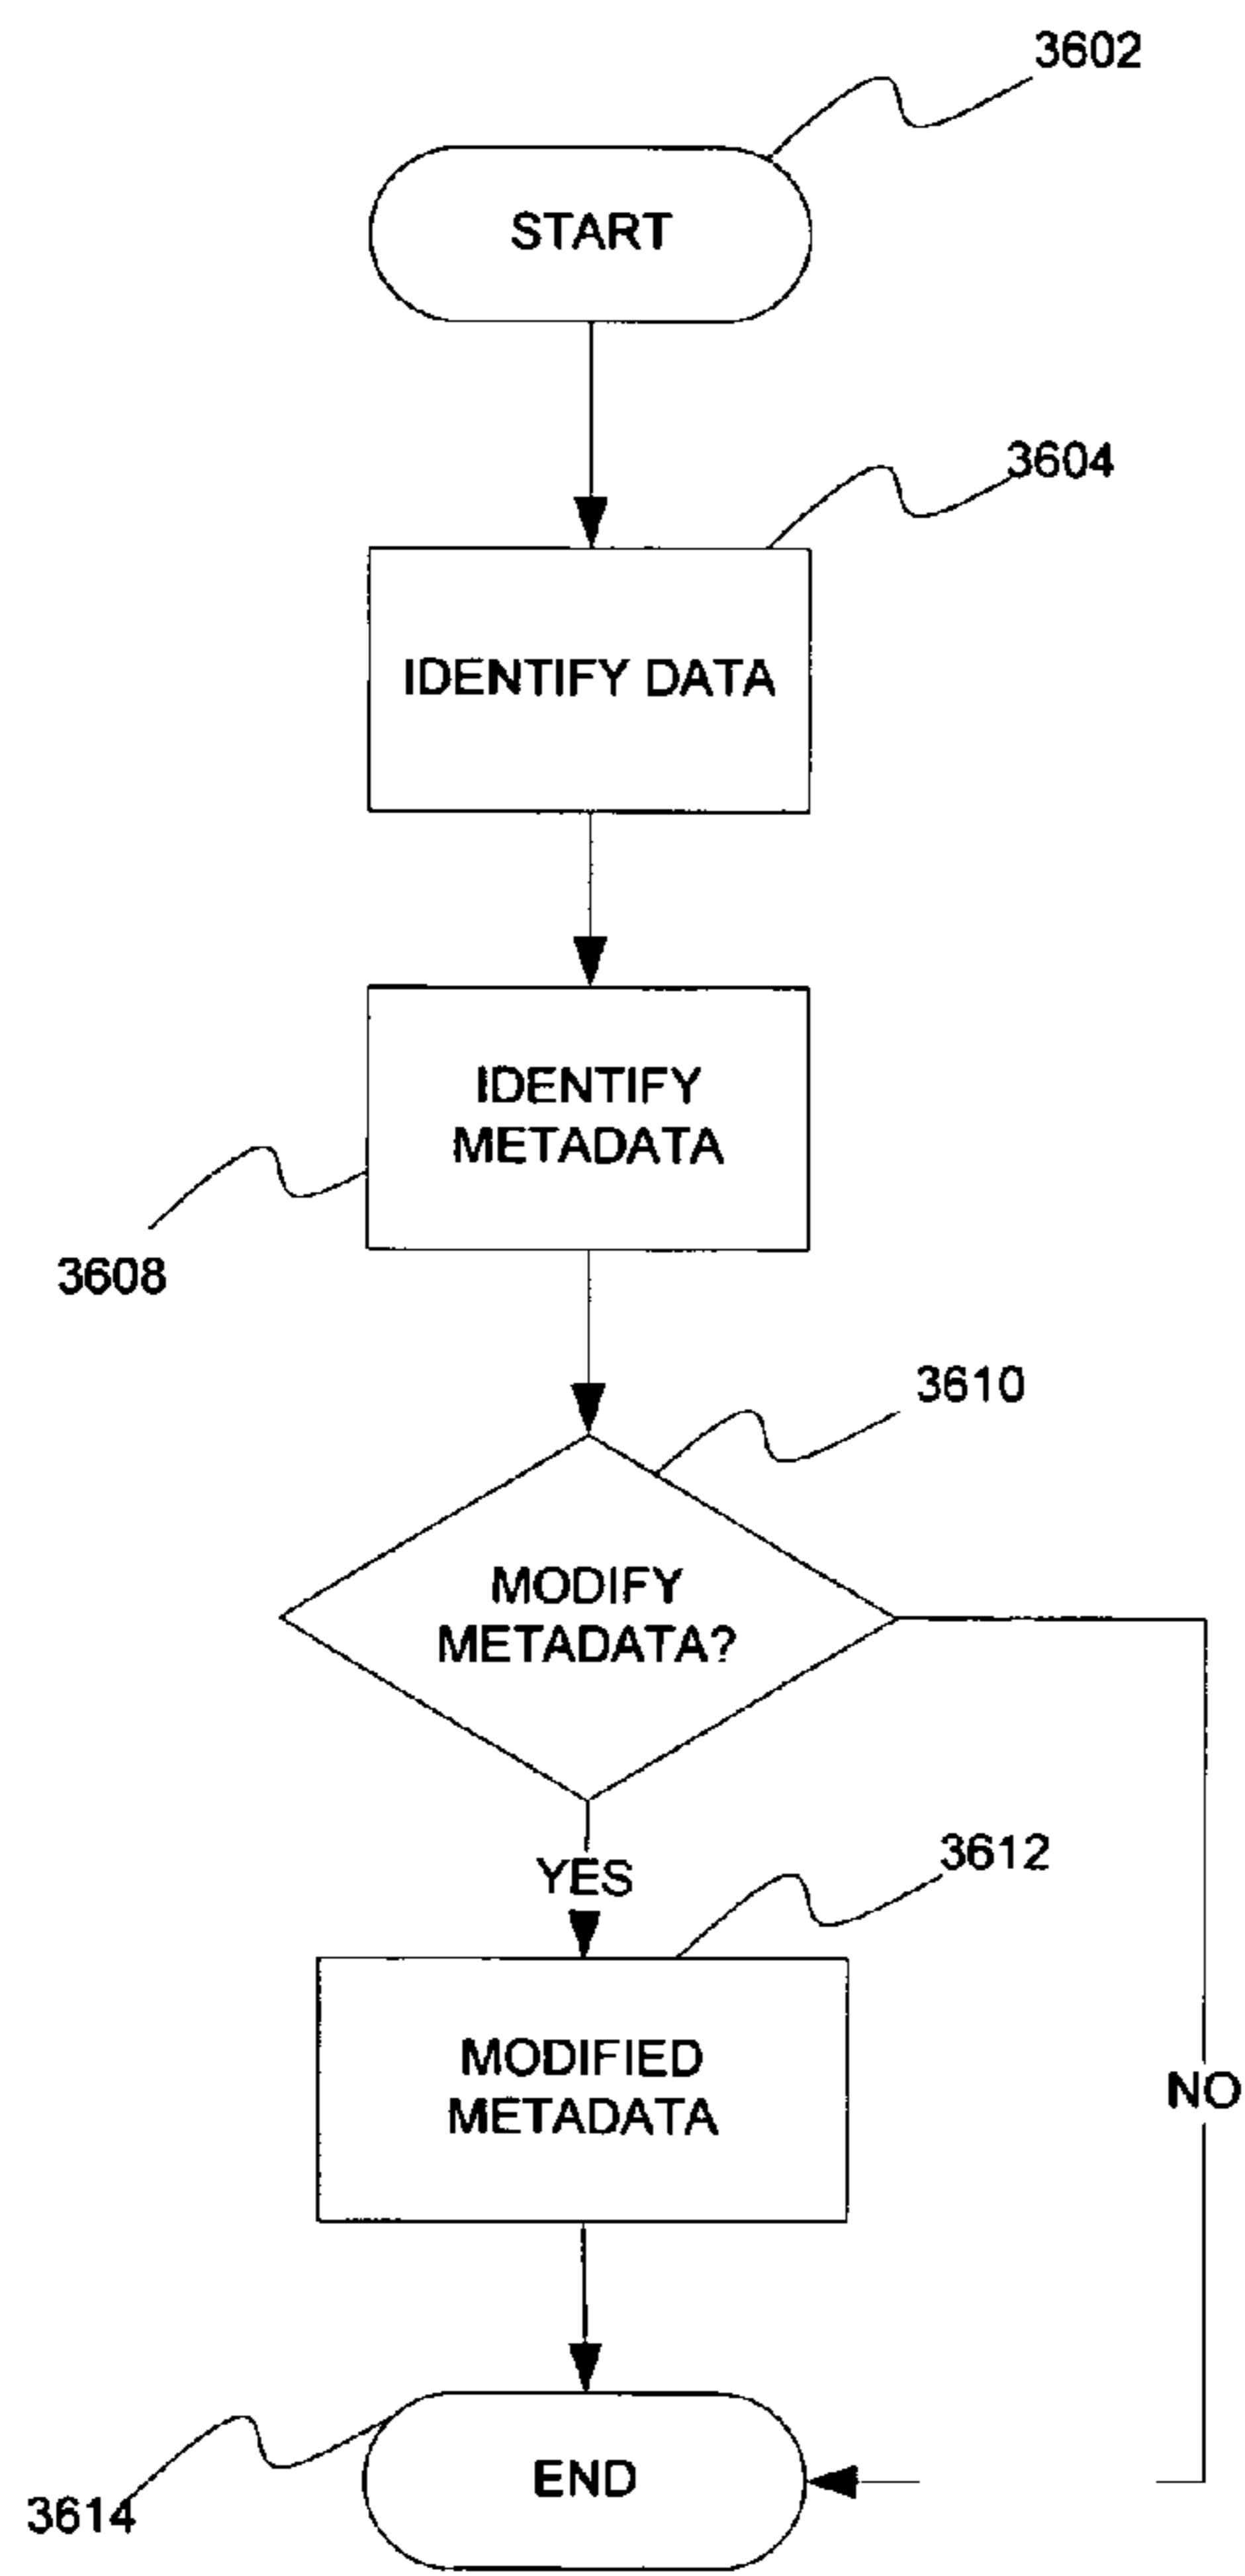 3602
START
3604
IDENTIFY DATA
IDENTIFY
METADATA
3608
3610
MODIFY
METADATA?
YES
3612
MODIFIED
METADATA
NO
END
3614